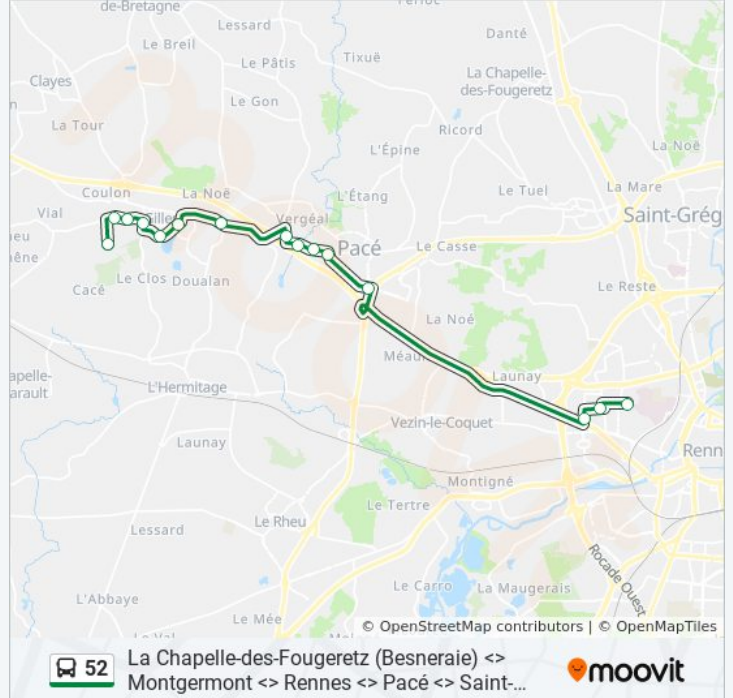 de-Bretagne
Lessard
Danté
Le Breil
Tixuë
Le Pâtis
La Chapelle-
des-Fougeretz
Clayes
Le Gon
La Tour
Ricord
L'Épine
La Noë
Coulon
La Noë
L'Étang
Le Tuel
La Mare
Vial
Vergéal
Saint-Grég
Pacé
Le Casse
Le Clos
Doualan
Cacé
Le Reste
La Noé
Launay
L'Hermitage
Vezin-le-Coquet
Launay
Renn
Montigné
Le Tertre
Le Rheu
Lessard
Rocade Ouest
L'Abbaye
Le Carro
La Maugerais
Le Mée
© OpenStreetMap contributors | © OpenMapTiles
52
La Chapelle-des-Fougeretz (Besneraie) <>
Montgermont <> Rennes <> Pacé <> Saint-...
moovit